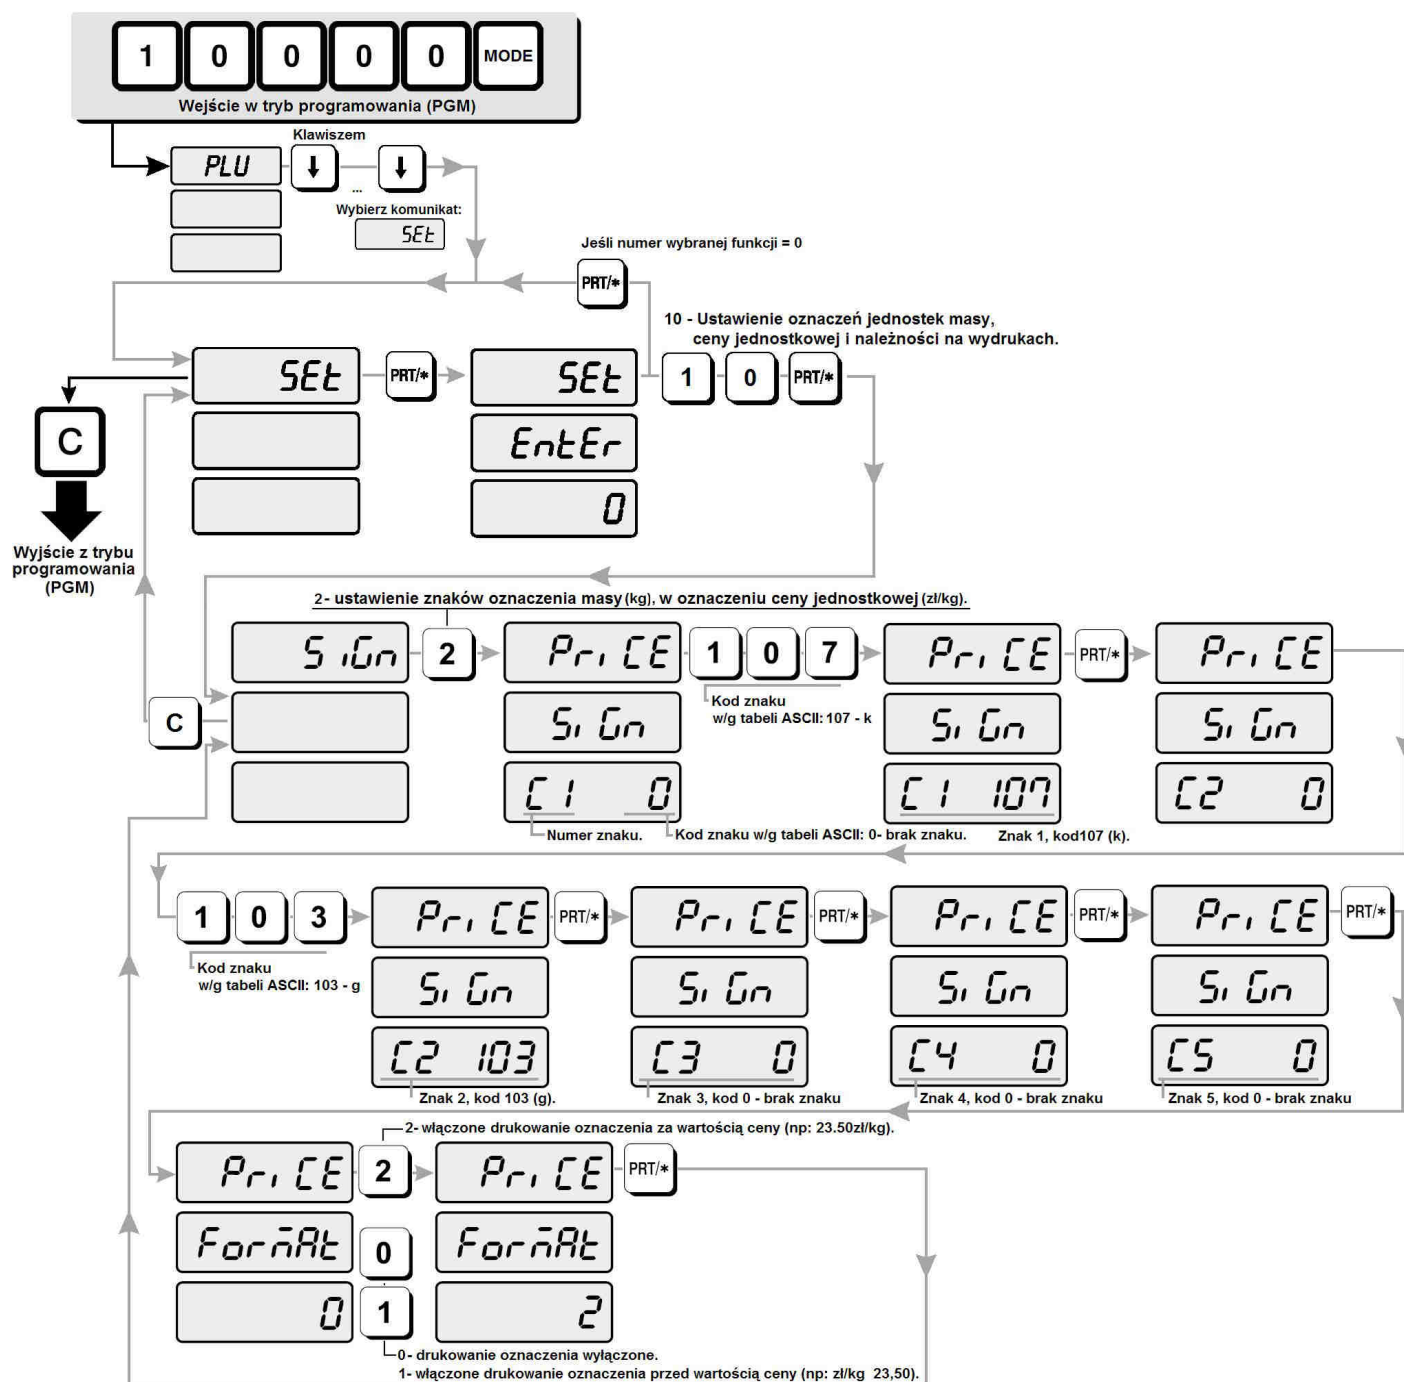 1 0 0 0 0 MODE
Wejście w tryb programowania (PGM)
Klawiszem
PLU
...
Wybierz komunikat:
SEt
Jeśli numer wybranej funkcji = 0
PRT/*
10 - Ustawienie oznaczeń jednostek masy,
ceny jednostkowej i należności na wydrukach.
SEt PRT/* SEt 1 0 PRT/*
C
EntEr
0
Wyjście z trybu
programowania
(PGM)
2- ustawienie znaków oznaczenia masy (kg), w oznaczeniu ceny jednostkowej (zł/kg).
SiGn 2 PriCE 1 0 7 PriCE PRT/* PriCE
Kod znaku
w/g tabeli ASCII: 107 - k
C
SiGn SiGn SiGn
C1 0 C1 107 C2 0
Numer znaku. Kod znaku w/g tabeli ASCII: 0- brak znaku. Znak 1, kod107 (k).
1 0 3 PriCE PRT/* PriCE PRT/* PriCE PRT/* PriCE PRT/*
Kod znaku
w/g tabeli ASCII: 103 - g
SiGn SiGn SiGn SiGn
C2 103 C3 0 C4 0 C5 0
Znak 2, kod 103 (g). Znak 3, kod 0 - brak znaku Znak 4, kod 0 - brak znaku Znak 5, kod 0 - brak znaku
2- włączone drukowanie oznaczenia za wartością ceny (np: 23.50zł/kg).
PriCE 2 PriCE PRT/*
FormAt 0 FormAt
0 1 2
0- drukowanie oznaczenia wyłączone.
1- włączone drukowanie oznaczenia przed wartością ceny (np: zł/kg 23,50).